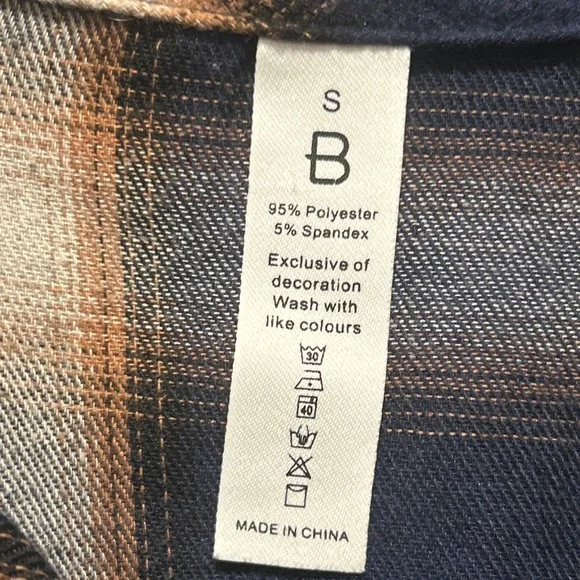 S
B
95% Polyester
5% Spandex
Exclusive of
decoration
Wash with
like colours
30
40
MADE IN CHINA